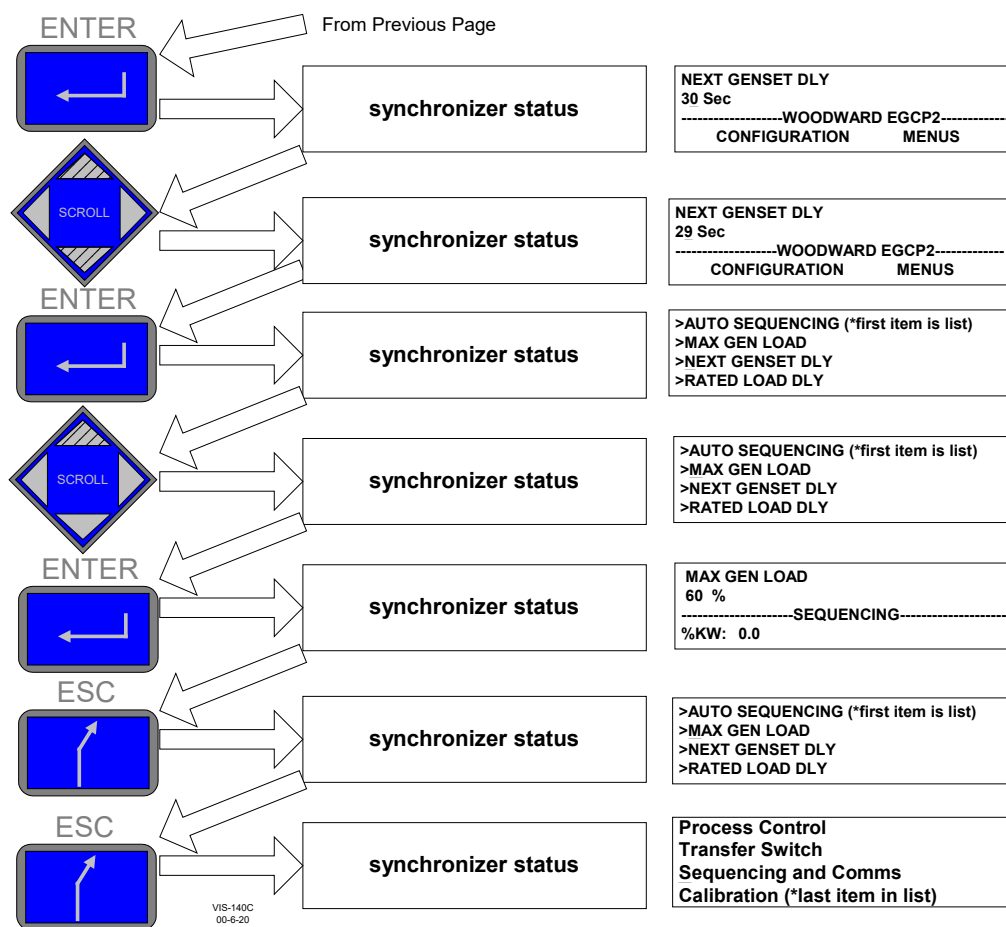 ENTER
From Previous Page
synchronizer status
NEXT GENSET DLY
30 Sec
-------------------WOODWARD EGCP2-------------
CONFIGURATION MENUS
SCROLL
synchronizer status
NEXT GENSET DLY
29 Sec
-------------------WOODWARD EGCP2-------------
CONFIGURATION MENUS
ENTER
synchronizer status
>AUTO SEQUENCING (*first item is list)
>MAX GEN LOAD
>NEXT GENSET DLY
>RATED LOAD DLY
SCROLL
synchronizer status
>AUTO SEQUENCING (*first item is list)
>MAX GEN LOAD
>NEXT GENSET DLY
>RATED LOAD DLY
ENTER
synchronizer status
MAX GEN LOAD
60 %
---------------------SEQUENCING--------------------
%KW: 0.0
ESC
synchronizer status
>AUTO SEQUENCING (*first item is list)
>MAX GEN LOAD
>NEXT GENSET DLY
>RATED LOAD DLY
ESC
synchronizer status
Process Control
Transfer Switch
Sequencing and Comms
Calibration (*last item in list)
VIS-140C
00-6-20